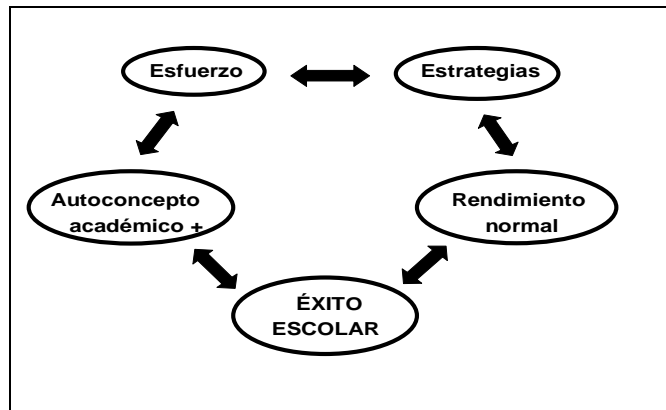 Esfuerzo
Estrategias
Autoconcepto
académico +
Rendimiento
normal
ÉXITO
ESCOLAR